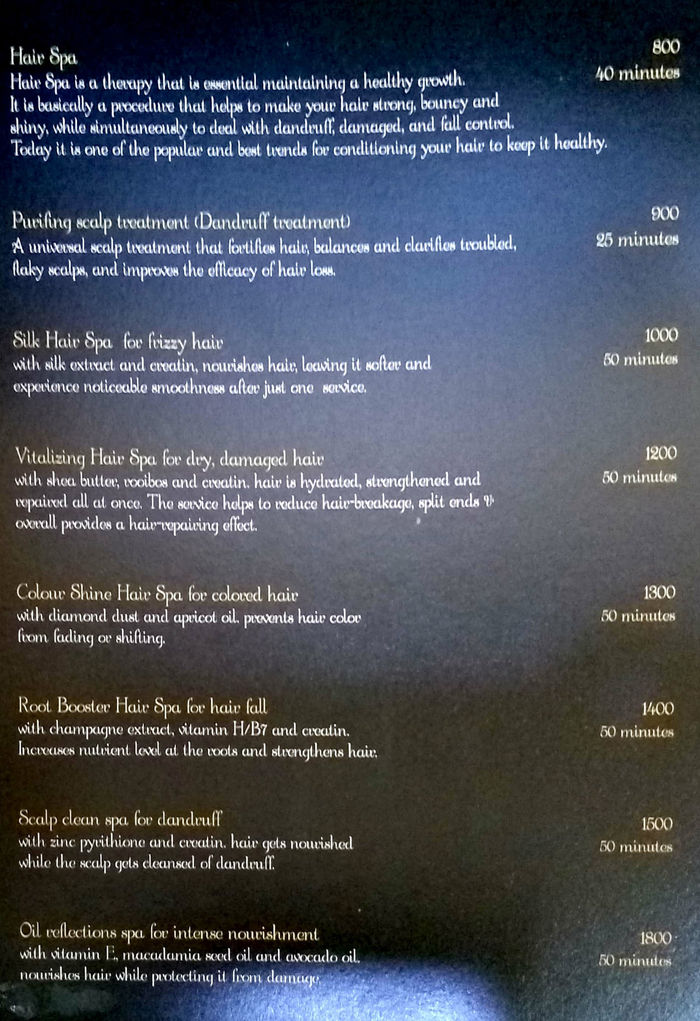 Hair Spa
800
Hair Spa is a therapy that is essential maintaining a healthy growth.
40 minutes
It is basically a procedure that helps to make your hair strong, bouncy and
shiny, while simultaneously to deal with dandruff, damaged, and fall control.
Today it is one of the popular and best trends for conditioning your hair to keep it healthy.
Purifing scalp treatment (Dandruff treatment)
900
A universal scalp treatment that fortifies hair, balances and clarifies troubled,
25 minutes
flaky scalps, and improves the efficacy of hair loss.
Silk Hair Spa for frizzy hair
1000
with silk extract and creatin, nourishes hair, leaving it softer and
50 minutes
experience noticeable smoothness after just one service.
Vitalizing Hair Spa for dry, damaged hair
1200
with shea butter, rooibos and creatin. hair is hydrated, strengthened and
50 minutes
repaired all at once. The service helps to reduce hair-breakage, split ends &
overall provides a hair-repairing effect.
Colour Shine Hair Spa for colored hair
1300
with diamond dust and apricot oil. prevents hair color
50 minutes
from fading or shifting.
Root Booster Hair Spa for hair fall
1400
with champagne extract, vitamin H/B7 and creatin.
50 minutes
Increases nutrient level at the roots and strengthens hair.
Scalp clean spa for dandruff
1500
with zinc pyrithione and creatin. hair gets nourished
50 minutes
while the scalp gets cleansed of dandruff.
Oil reflections spa for intense nourishment
1800
with vitamin E, macadamia seed oil and avocado oil.
50 minutes
nourishes hair while protecting it from damage